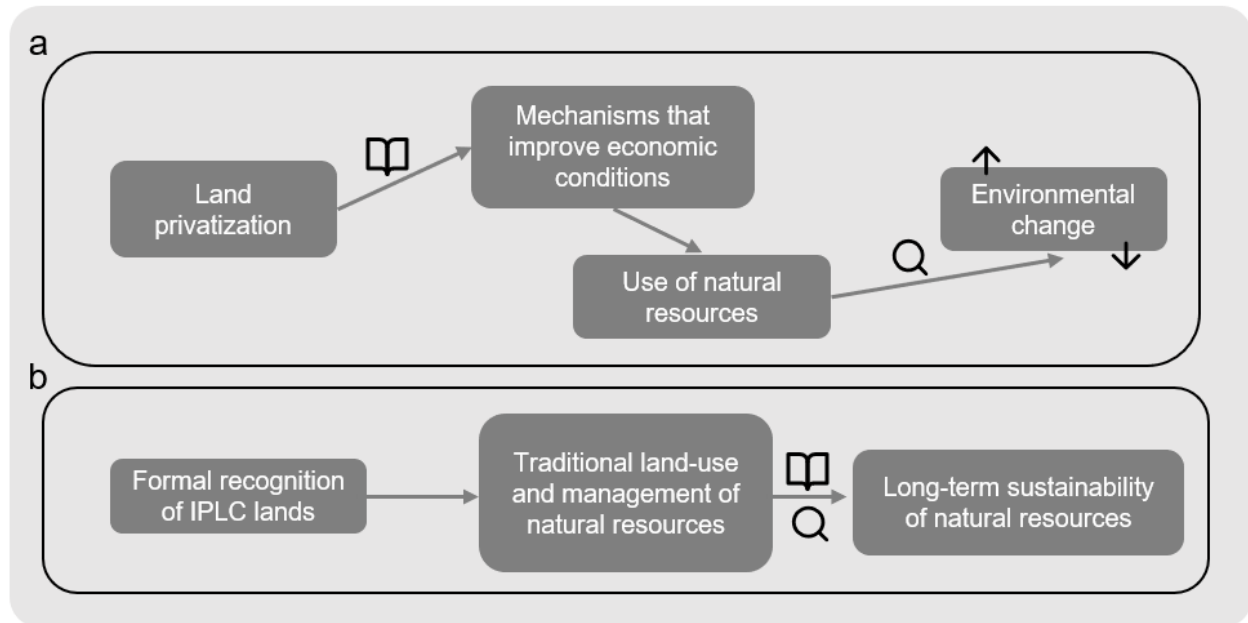 a
Land
privatization
Mechanisms that
improve economic
conditions
Use of natural
resources
Environmental
change
b
Formal recognition
of IPLC lands
Traditional land-use
and management of
natural resources
Long-term sustainability
of natural resources